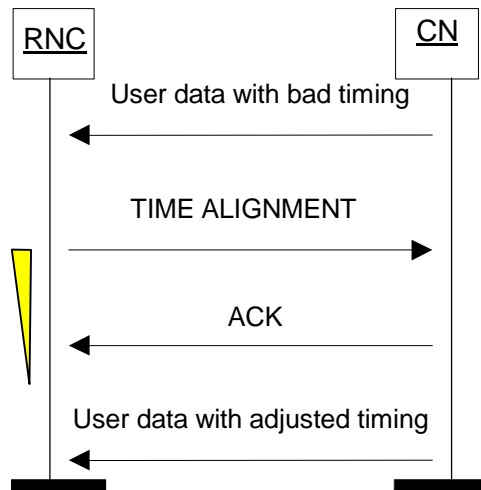 RNC
CN
User data with bad timing
TIME ALIGNMENT
ACK
User data with adjusted timing